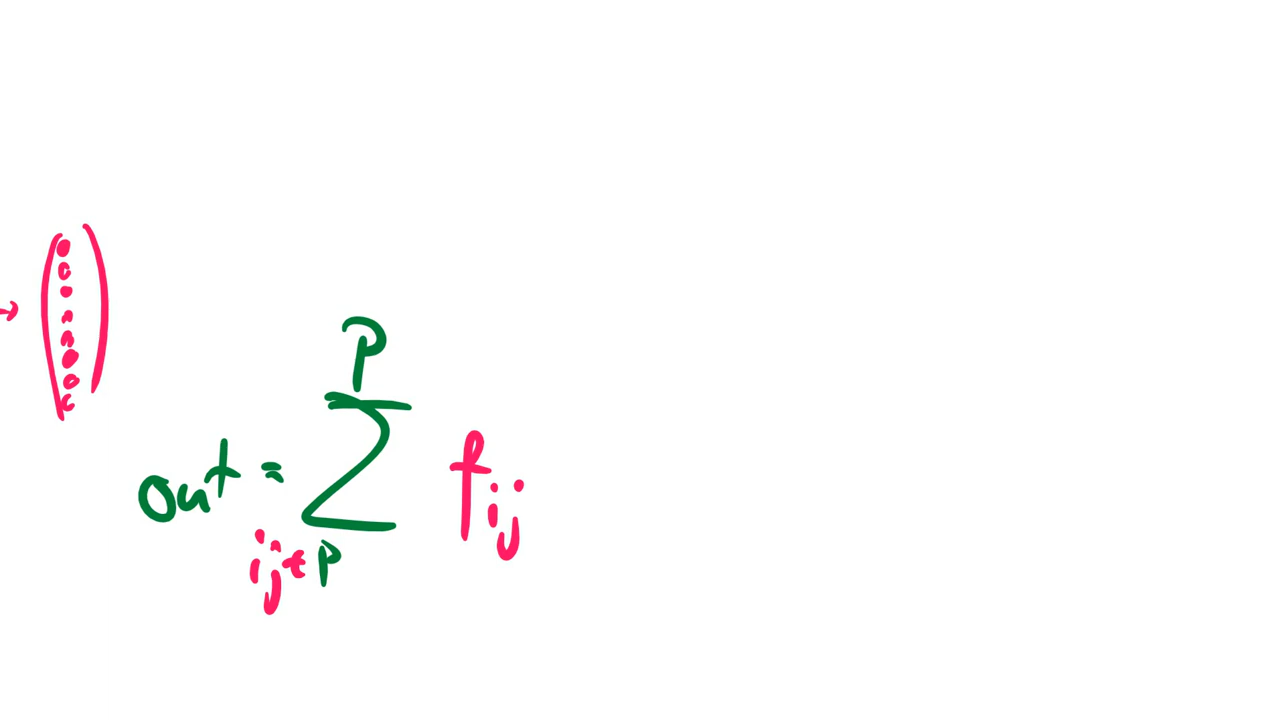 P
out = Σ f_ij
ij∈P